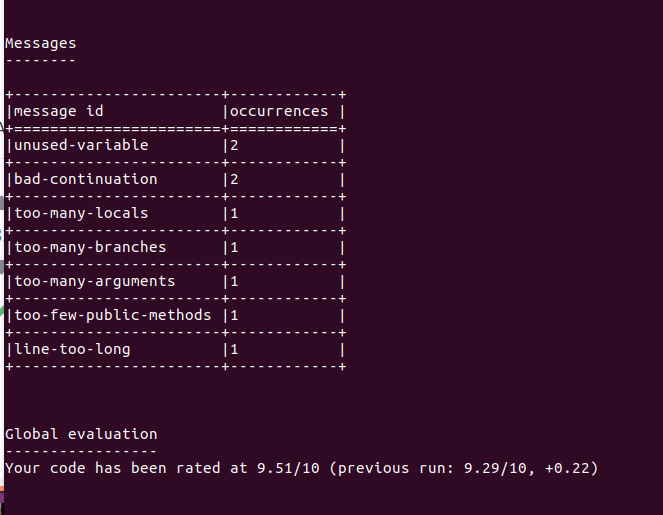 Messages
--------
+-----------------------+------------+
|message id             |occurrences |
+=======================+============+
|unused-variable        |2           |
+-----------------------+------------+
|bad-continuation       |2           |
+-----------------------+------------+
|too-many-locals        |1           |
+-----------------------+------------+
|too-many-branches      |1           |
+-----------------------+------------+
|too-many-arguments     |1           |
+-----------------------+------------+
|too-few-public-methods |1           |
+-----------------------+------------+
|line-too-long          |1           |
+-----------------------+------------+
Global evaluation
-----------------
Your code has been rated at 9.51/10 (previous run: 9.29/10, +0.22)